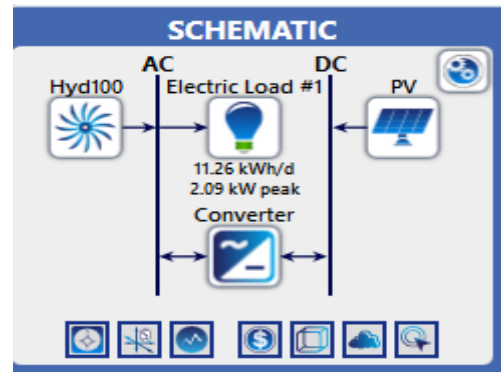 SCHEMATIC
AC DC
Hyd100 Electric Load #1 PV
11.26 kWh/d
2.09 kW peak
Converter